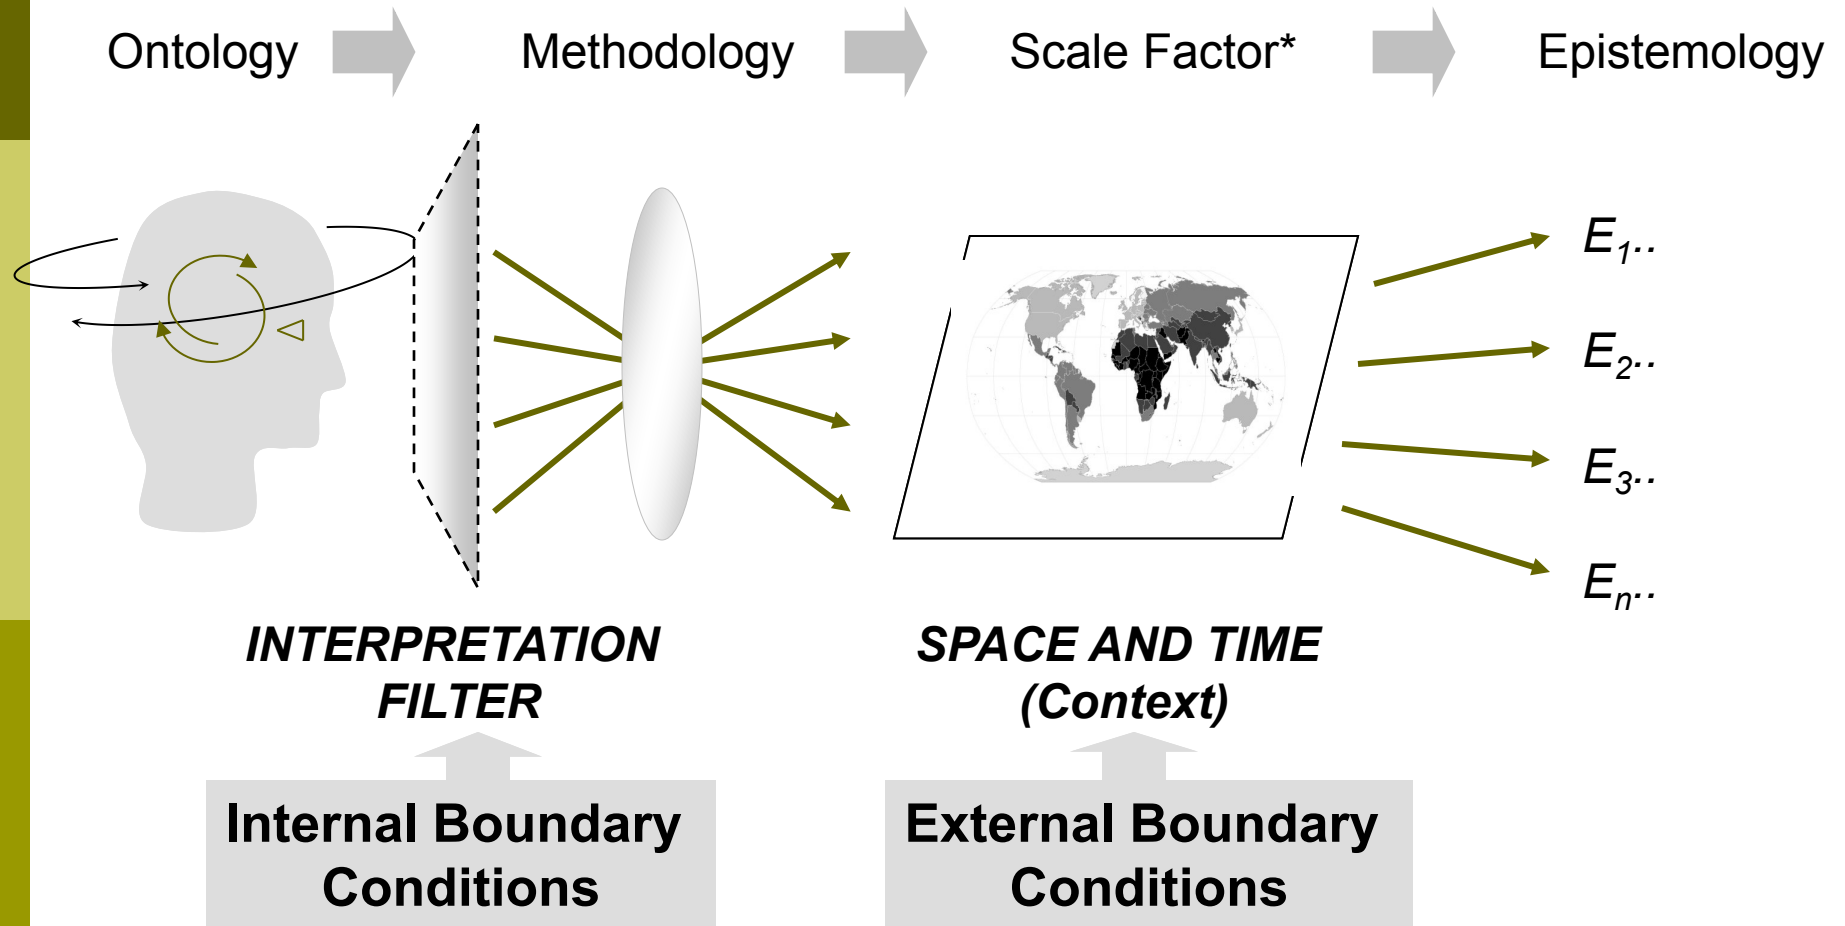 Ontology Methodology Scale Factor* Epistemology
E1..
E2..
E3..
En..
INTERPRETATION
FILTER
SPACE AND TIME
(Context)
Internal Boundary
Conditions
External Boundary
Conditions